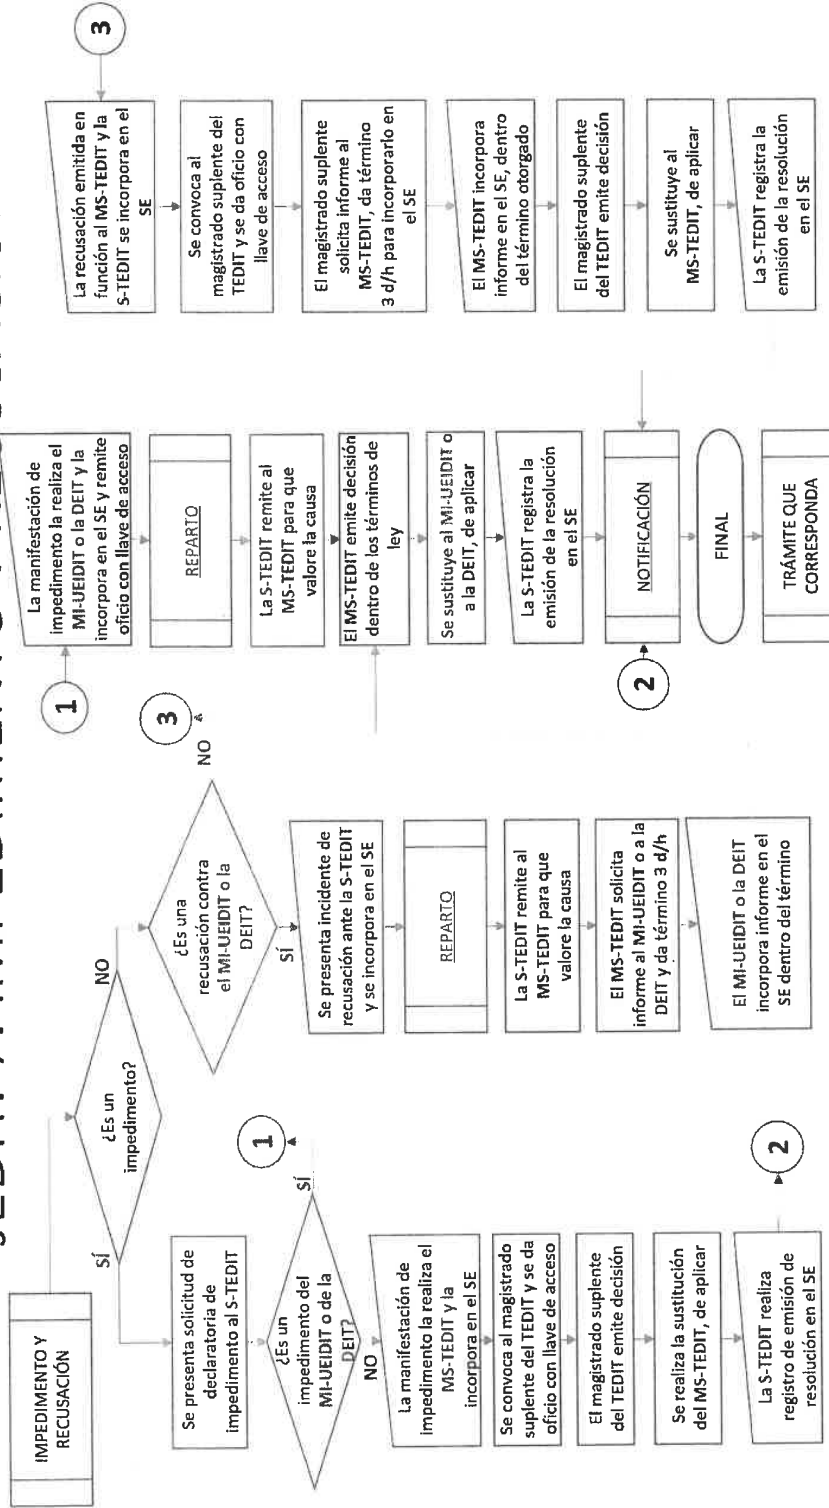 IMPEDIMENTO Y
RECUSACIÓN
¿Es un
impedimento?
SÍ
NO
Se presenta solicitud de
declaratoria de
impedimento al S-TEDIT
¿Es un
impedimento del
MI-UEIDIT o de la
DEIT?
SÍ
1
NO
La manifestación de
impedimento la realiza el
MS-TEDIT y la
incorpora en el SE
Se convoca al magistrado
suplente del TEDIT y se da
oficio con llave de acceso
El magistrado suplente
del TEDIT emite decisión
Se realiza la sustitución
del MS-TEDIT, de aplicar
La S-TEDIT realiza
registro de emisión de
resolución en el SE
2
¿Es una
recusación contra
el MI-UEIDIT o la
DEIT?
NO
3
SÍ
Se presenta incidente de
recusación ante la S-TEDIT
y se incorpora en el SE
REPARTO
La S-TEDIT remite al
MS-TEDIT para que
valore la causa
El MS-TEDIT solicita
informe al MI-UEIDIT o a la
DEIT y da término 3 d/h
El MI-UEIDIT o la DEIT
incorpora informe en el
SE dentro del término
1
La manifestación de
impedimento la realiza el
MI-UEIDIT o la DEIT y la
incorpora en el SE y remite
oficio con llave de acceso
REPARTO
La S-TEDIT remite al
MS-TEDIT para que
valore la causa
El MS-TEDIT emite decisión
dentro de los términos de
ley
Se sustituye al MI-UEIDIT o
a la DEIT, de aplicar
La S-TEDIT registra la
emisión de la resolución
en el SE
2
NOTIFICACIÓN
FINAL
TRÁMITE QUE
CORRESPONDA
3
La recusación emitida en
función al MS-TEDIT y la
S-TEDIT se incorpora en el
SE
Se convoca al
magistrado suplente del
TEDIT y se da oficio con
llave de acceso
El magistrado suplente
solicita informe al
MS-TEDIT, da término
3 d/h para incorporarlo en
el SE
El MS-TEDIT incorpora
informe en el SE, dentro
del término otorgado
El magistrado suplente
del TEDIT emite decisión
Se sustituye al
MS-TEDIT, de aplicar
La S-TEDIT registra la
emisión de la resolución
en el SE